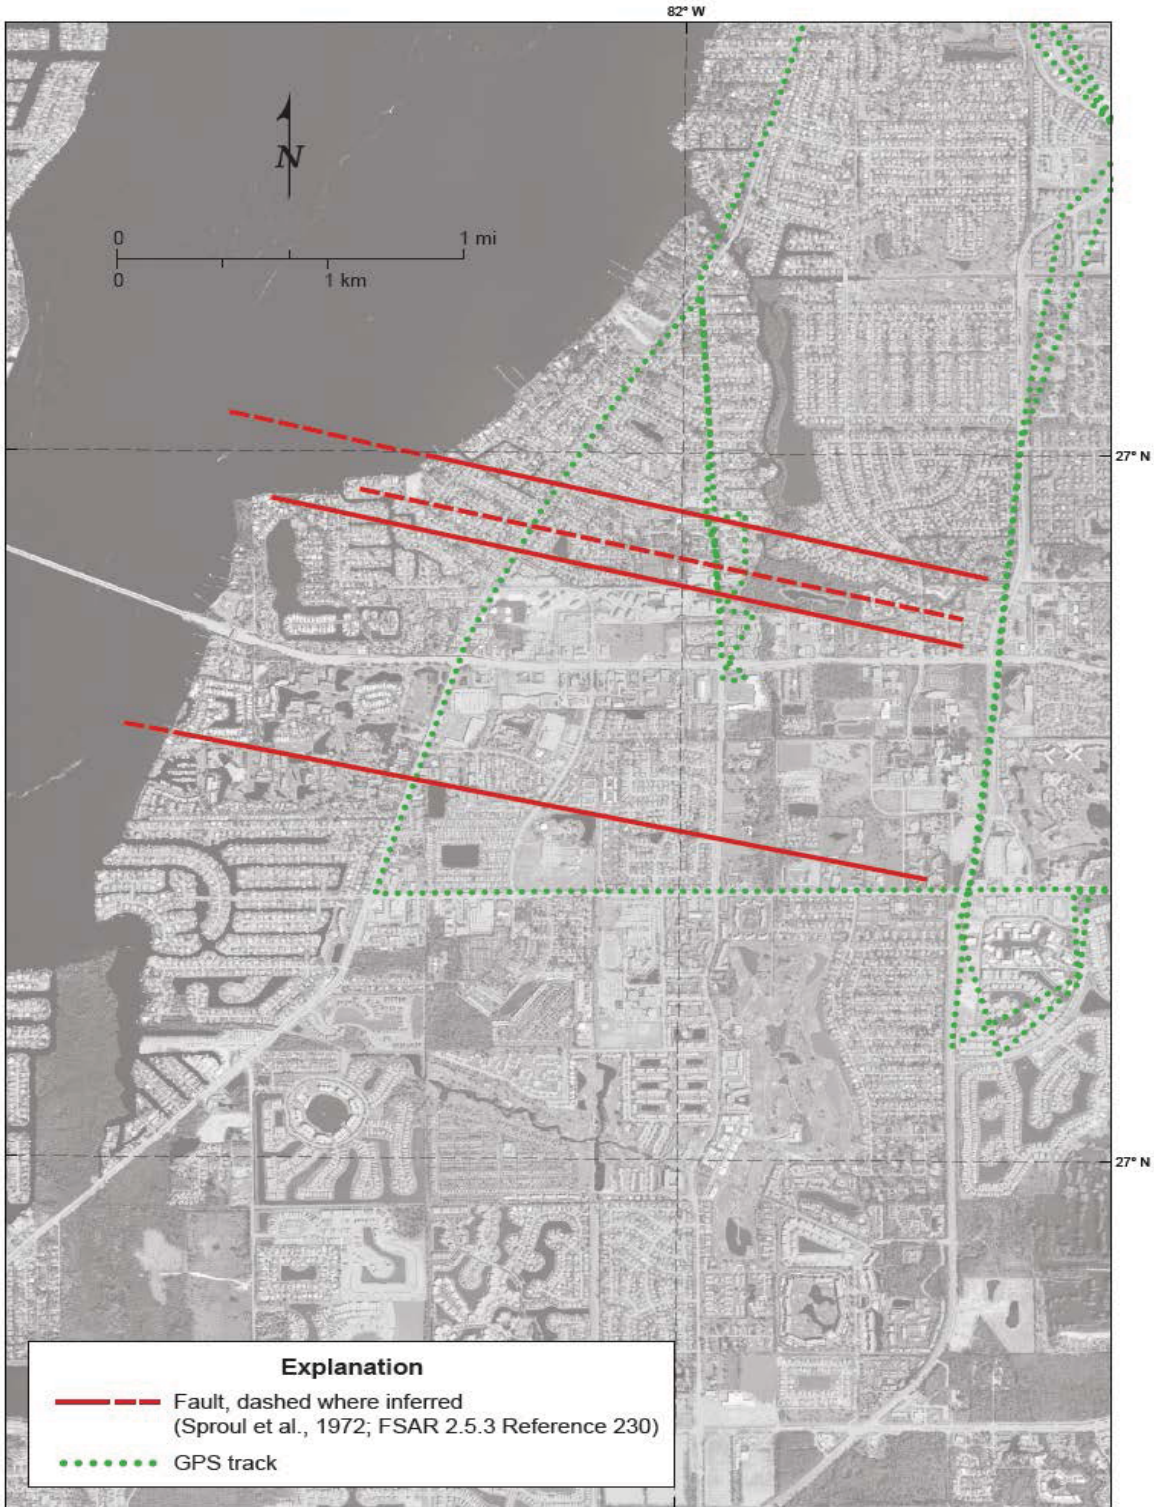 82° W
N
0 1 mi
0 1 km
27° N
27° N
Explanation
Fault, dashed where inferred
(Sproul et al., 1972; FSAR 2.5.3 Reference 230)
GPS track